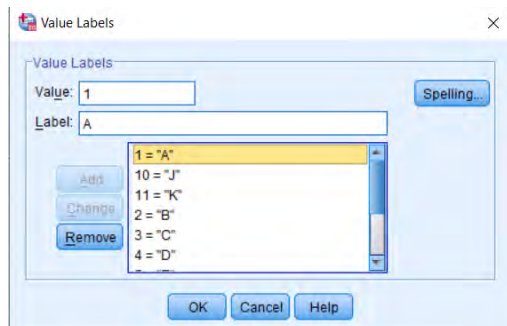 Value Labels
Value Labels
Value: 1
Spelling...
Label: A
1 = "A"
10 = "J"
11 = "K"
2 = "B"
3 = "C"
4 = "D"
Add
Change
Remove
OK Cancel Help